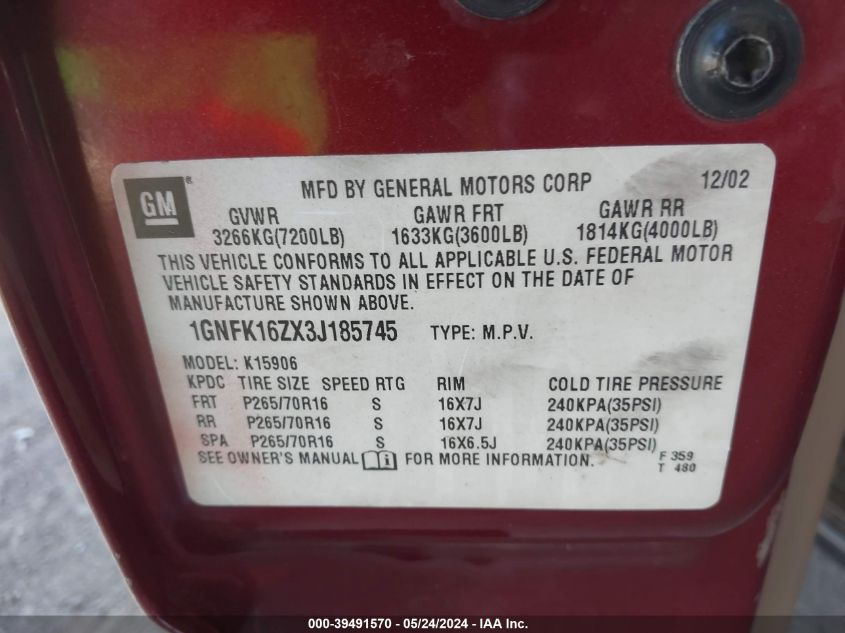 GM®
MFD BY GENERAL MOTORS CORP 12/02
GVWR GAWR FRT GAWR RR
3266KG(7200LB) 1633KG(3600LB) 1814KG(4000LB)
THIS VEHICLE CONFORMS TO ALL APPLICABLE U.S. FEDERAL MOTOR
VEHICLE SAFETY STANDARDS IN EFFECT ON THE DATE OF
MANUFACTURE SHOWN ABOVE.
1GNFK16ZX3J185745 TYPE: M.P.V.
MODEL: K15906
KPDC TIRE SIZE SPEED RTG RIM COLD TIRE PRESSURE
FRT P265/70R16 S 16X7J 240KPA(35PSI)
RR P265/70R16 S 16X7J 240KPA(35PSI)
SPA P265/70R16 S 16X6.5J 240KPA(35PSI)
SEE OWNER'S MANUAL i FOR MORE INFORMATION. F 359
T 480
000-39491570 / 05/24/2024 - IAA Inc.